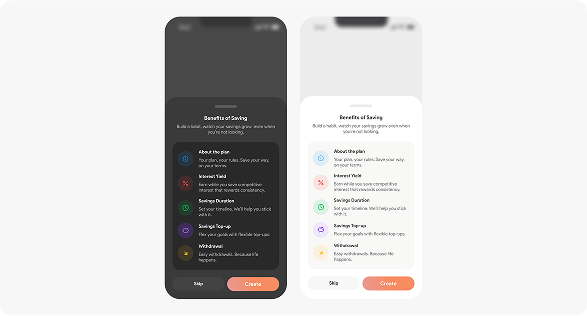 Benefits of Saving
Build a habit, watch your savings grow even when
you're not looking.
About the plan
Your plan, your rules. Save your way,
on your terms.
Interest Yield
Earn while you save competitive
interest that rewards consistency.
Savings Duration
Set your timeline. We'll help you stick
with it.
Savings Top-up
Flex your goals with flexible top-ups.
Withdrawal
Easy withdrawals. Because life
happens.
Skip
Create
Benefits of Saving
Build a habit, watch your savings grow even when
you're not looking.
About the plan
Your plan, your rules. Save your way,
on your terms.
Interest Yield
Earn while you save competitive
interest that rewards consistency.
Savings Duration
Set your timeline. We'll help you stick
with it.
Savings Top-up
Flex your goals with flexible top-ups.
Withdrawal
Easy withdrawals. Because life
happens.
Skip
Create